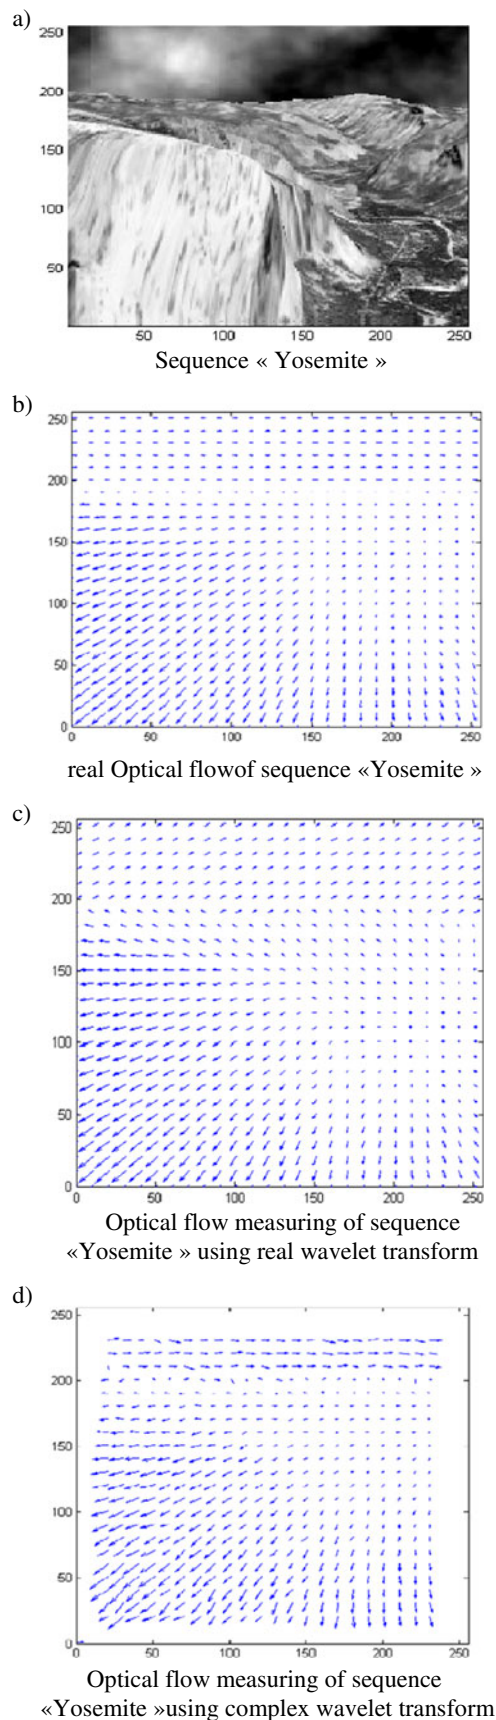 a)
250
200
150
100
50
50 100 150 200 250
Sequence « Yosemite »
b)
250
200
150
100
50
0
0 50 100 150 200 250
real Optical flowof sequence «Yosemite »
c)
250
200
150
100
50
0
0 50 100 150 200 250
Optical flow measuring of sequence
«Yosemite » using real wavelet transform
d)
250
200
150
100
50
0
0 50 100 150 200 250
Optical flow measuring of sequence
«Yosemite »using complex wavelet transform